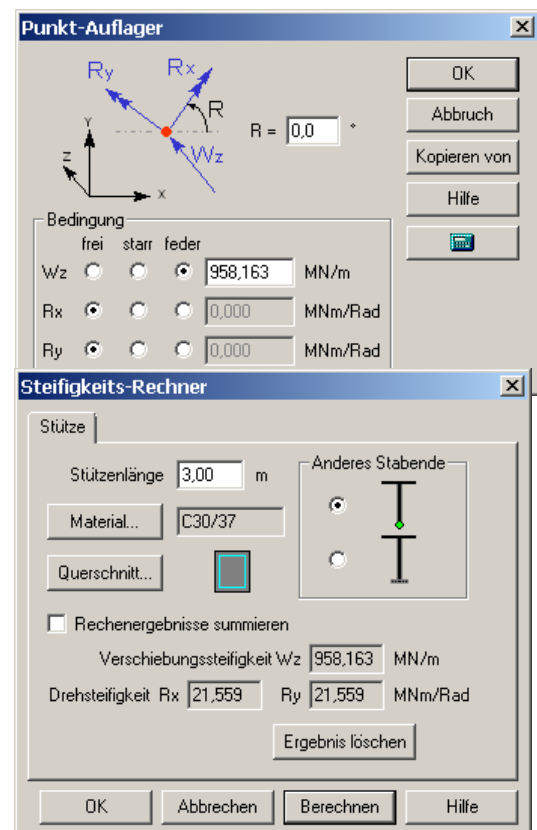 Punkt-Auflager
Ry Rx OK
R
Y R = 0,0 ° Abbruch
Z Wz Kopieren von
X
Hilfe
Bedingung
frei starr feder
Wz 958,163 MN/m
Rx 0,000 MNm/Rad
Ry 0,000 MNm/Rad
Steifigkeits-Rechner
Stütze
Stützenlänge 3,00 m Anderes Stabende
Material... C30/37
Querschnitt...
Rechenergebnisse summieren
Verschiebungssteifigkeit Wz 958,163 MN/m
Drehsteifigkeit Rx 21,559 Ry 21,559 MNm/Rad
Ergebnis löschen
OK Abbrechen Berechnen Hilfe